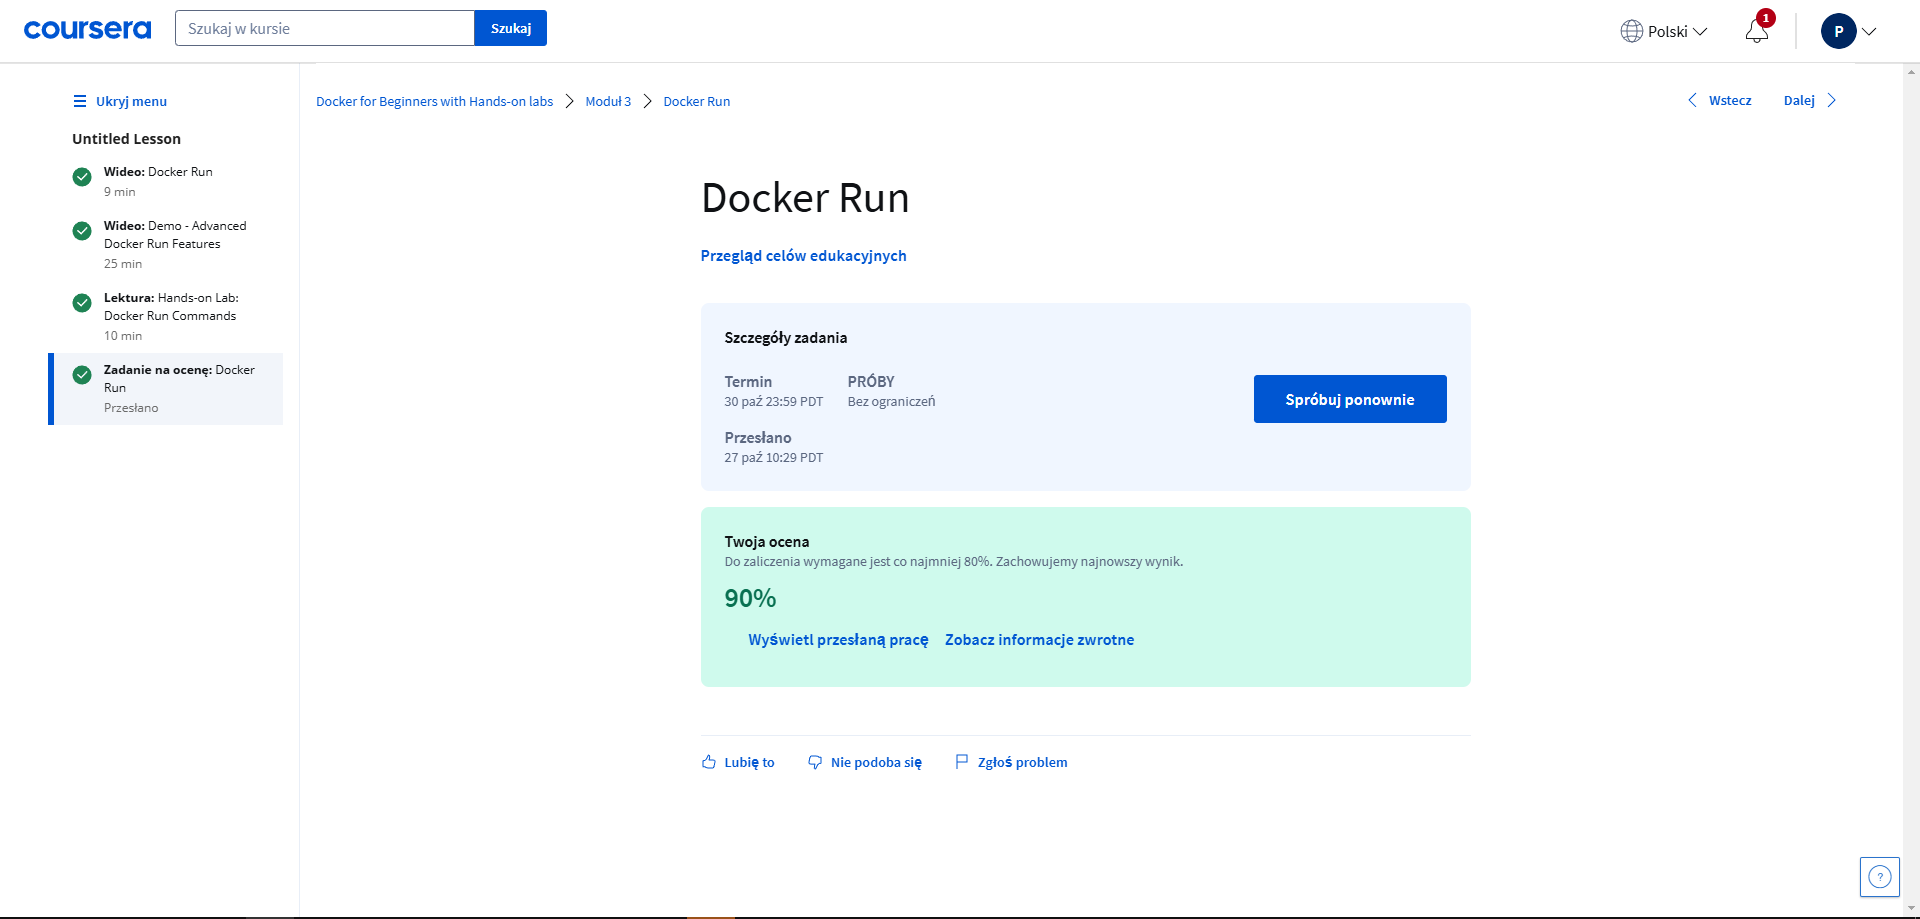 coursera
Szukaj w kursie
Szukaj
Polski
1
P
Ukryj menu
Untitled Lesson
Wideo: Docker Run
9 min
Wideo: Demo - Advanced
Docker Run Features
25 min
Lektura: Hands-on Lab:
Docker Run Commands
10 min
Zadanie na ocenę: Docker
Run
Przesłano
Docker for Beginners with Hands-on labs
Moduł 3
Docker Run
Wstecz
Dalej
Docker Run
Przegląd celów edukacyjnych
Szczegóły zadania
Termin
30 paź 23:59 PDT
PRÓBY
Bez ograniczeń
Przesłano
27 paź 10:29 PDT
Spróbuj ponownie
Twoja ocena
Do zaliczenia wymagane jest co najmniej 80%. Zachowujemy najnowszy wynik.
90%
Wyświetl przesłaną pracę
Zobacz informacje zwrotne
Lubię to
Nie podoba się
Zgłoś problem
?